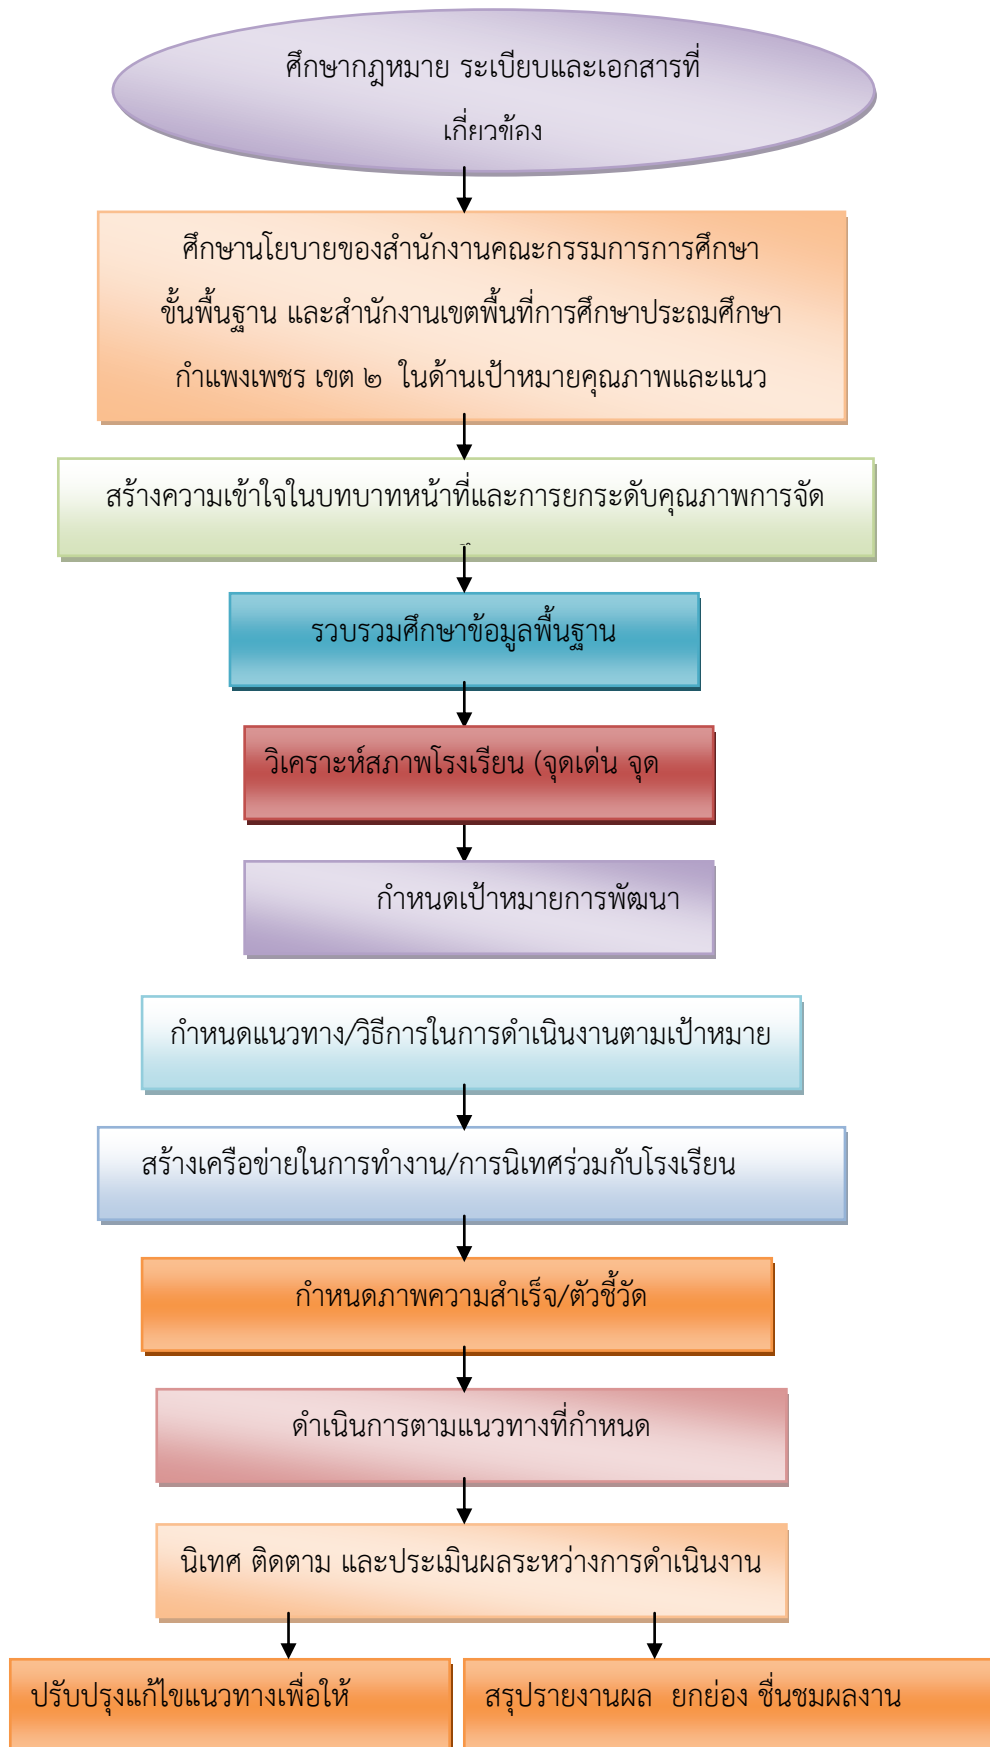 ศึกษากฎหมาย ระเบียบและเอกสารที่
เกี่ยวข้อง
ศึกษานโยบายของสำนักงานคณะกรรมการการศึกษา
ขั้นพื้นฐาน และสำนักงานเขตพื้นที่การศึกษาประถมศึกษา
กำแพงเพชร เขต ๒ ในด้านเป้าหมายคุณภาพและแนว
สร้างความเข้าใจในบทบาทหน้าที่และการยกระดับคุณภาพการจัด
รวบรวมศึกษาข้อมูลพื้นฐาน
วิเคราะห์สภาพโรงเรียน (จุดเด่น จุด
กำหนดเป้าหมายการพัฒนา
กำหนดแนวทาง/วิธีการในการดำเนินงานตามเป้าหมาย
สร้างเครือข่ายในการทำงาน/การนิเทศร่วมกับโรงเรียน
กำหนดภาพความสำเร็จ/ตัวชี้วัด
ดำเนินการตามแนวทางที่กำหนด
นิเทศ ติดตาม และประเมินผลระหว่างการดำเนินงาน
ปรับปรุงแก้ไขแนวทางเพื่อให้
สรุปรายงานผล ยกย่อง ชื่นชมผลงาน